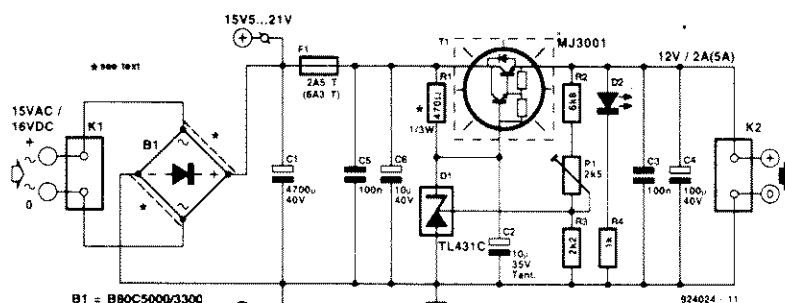 15V5...21V
* see text
F1
2A5 T
(6A3 T)
T1
MJ3001
12V / 2A(5A)
15VAC /
16VDC
K1
B1
R1
470Ω
*
1/3W
R2
6k8
D2
K2
+
~
~
0
*
*
~
-
+
~
C1
4700µ
40V
C5
100n
C6
10µ
40V
D1
TL431C
C2
10µ
35V
Tant.
P1
2k5
R3
2k2
R4
1k
C3
100n
C4
100µ
40V
+
0
B1 = B80C5000/3300
924024 - 11